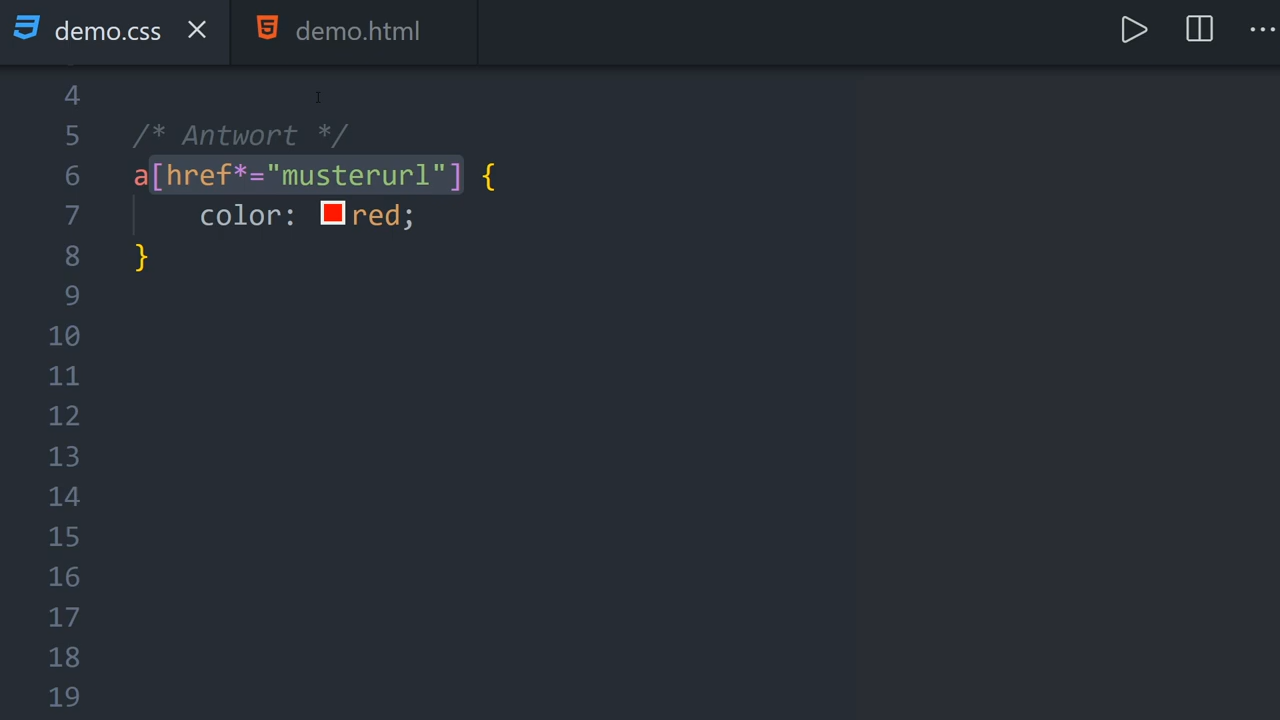 demo.css
demo.html
4
5 /* Antwort */
6 a[href*="musterurl"] {
7 color: red;
8 }
9
10
11
12
13
14
15
16
17
18
19